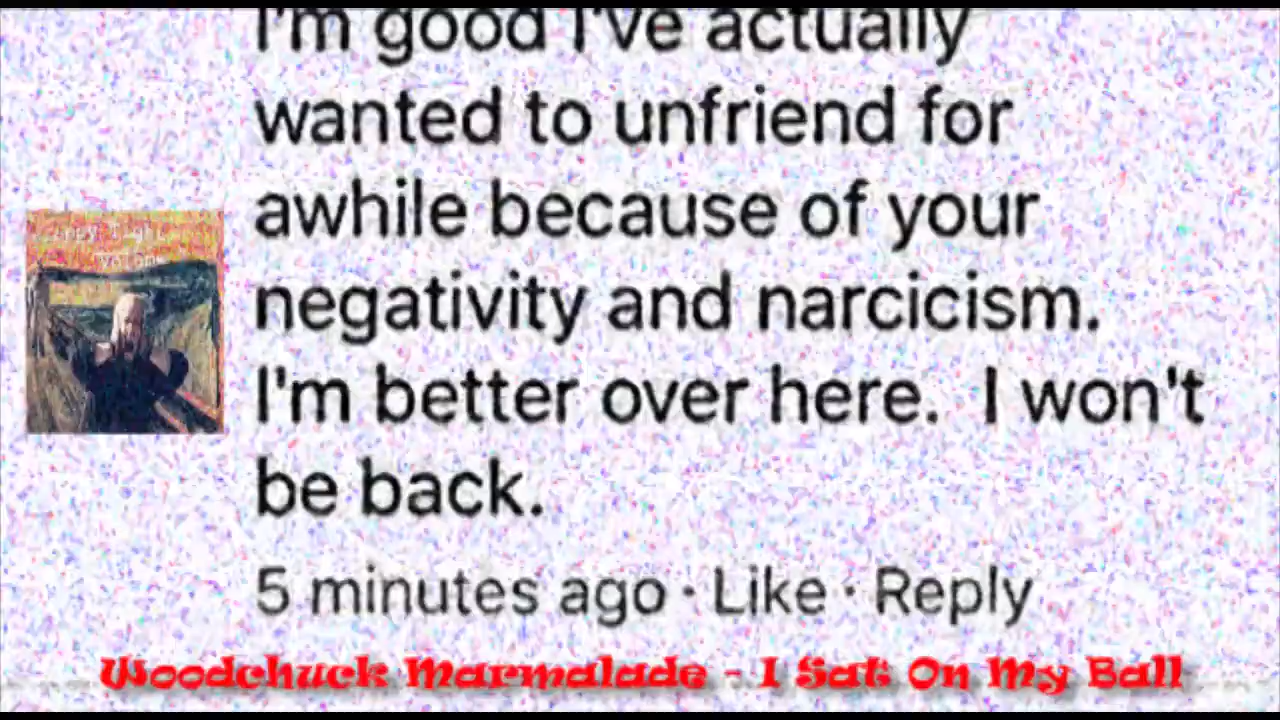 I'm good I've actually
wanted to unfriend for
awhile because of your
negativity and narcicism.
I'm better over here.  I won't
be back.
5 minutes ago · Like · Reply
Woodchuck Marmalade - I Sat On My Ball